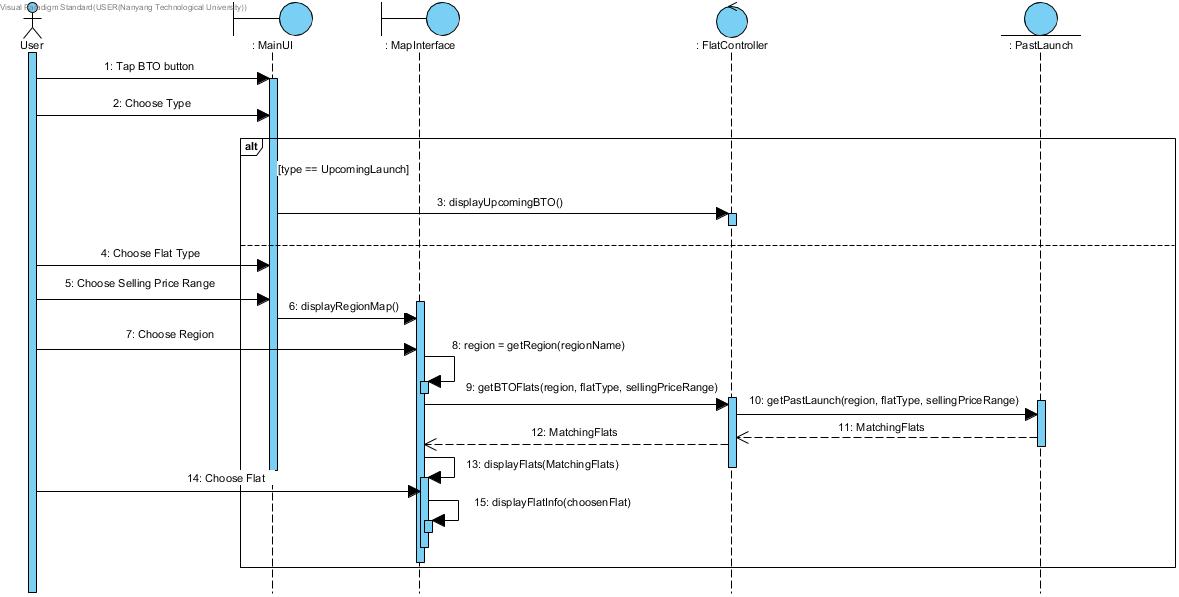 Visual Paradigm Standard(USER(Nanyang Technological University))
User
: MainUI
: MapInterface
: FlatController
: PastLaunch
1: Tap BTO button
2: Choose Type
alt
[type == UpcomingLaunch]
3: displayUpcomingBTO()
4: Choose Flat Type
5: Choose Selling Price Range
6: displayRegionMap()
7: Choose Region
8: region = getRegion(regionName)
9: getBTOFlats(region, flatType, sellingPriceRange)
10: getPastLaunch(region, flatType, sellingPriceRange)
11: MatchingFlats
12: MatchingFlats
13: displayFlats(MatchingFlats)
14: Choose Flat
15: displayFlatInfo(choosenFlat)